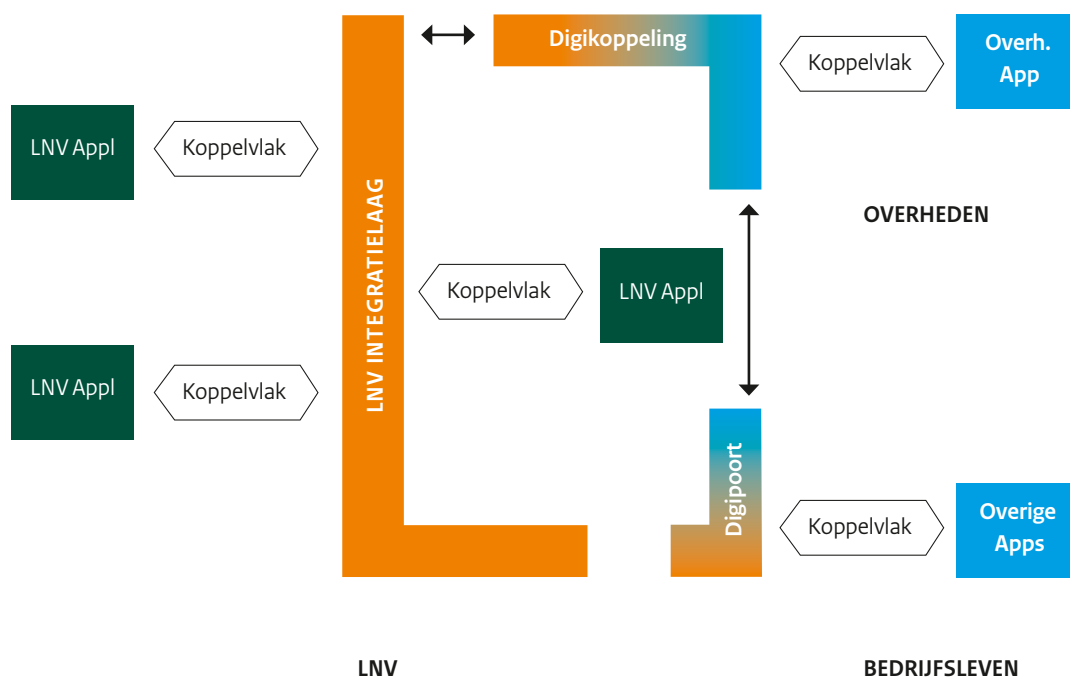 Digikoppeling
Koppelvlak
Overh.
App
LNV Appl
Koppelvlak
LNV INTEGRATIELAAG
OVERHEDEN
Koppelvlak
LNV Appl
LNV Appl
Koppelvlak
Digipoort
Koppelvlak
Overige
Apps
LNV
BEDRIJFSLEVEN